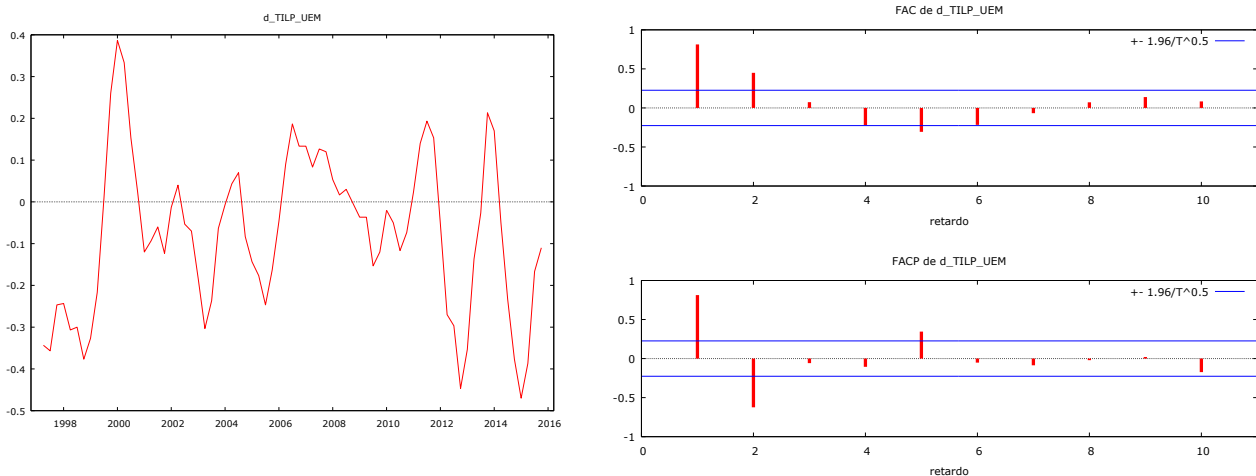 d_TILP_UEM
0.4
0.3
0.2
0.1
0
-0.1
-0.2
-0.3
-0.4
-0.5
1998 2000 2002 2004 2006 2008 2010 2012 2014 2016
FAC de d_TILP_UEM
+- 1.96/T^0.5
1
0.5
0
-0.5
-1
0 2 4 6 8 10
retardo
FACP de d_TILP_UEM
+- 1.96/T^0.5
1
0.5
0
-0.5
-1
0 2 4 6 8 10
retardo